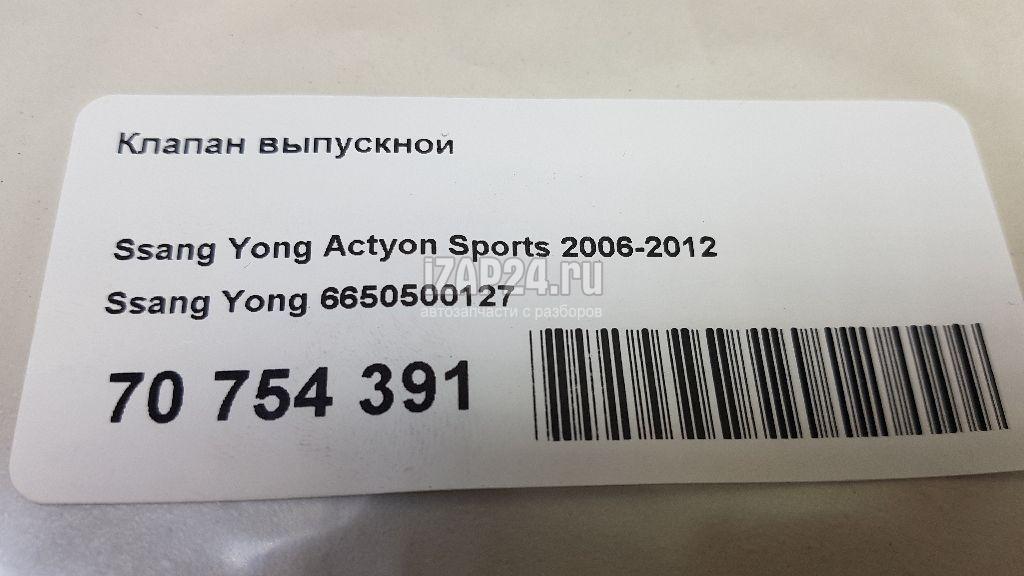 Клапан выпускной
Ssang Yong Actyon Sports 2006-2012
iZAP24.ru
Ssang Yong 6650500127
автозапчасти с разборов
70 754 391